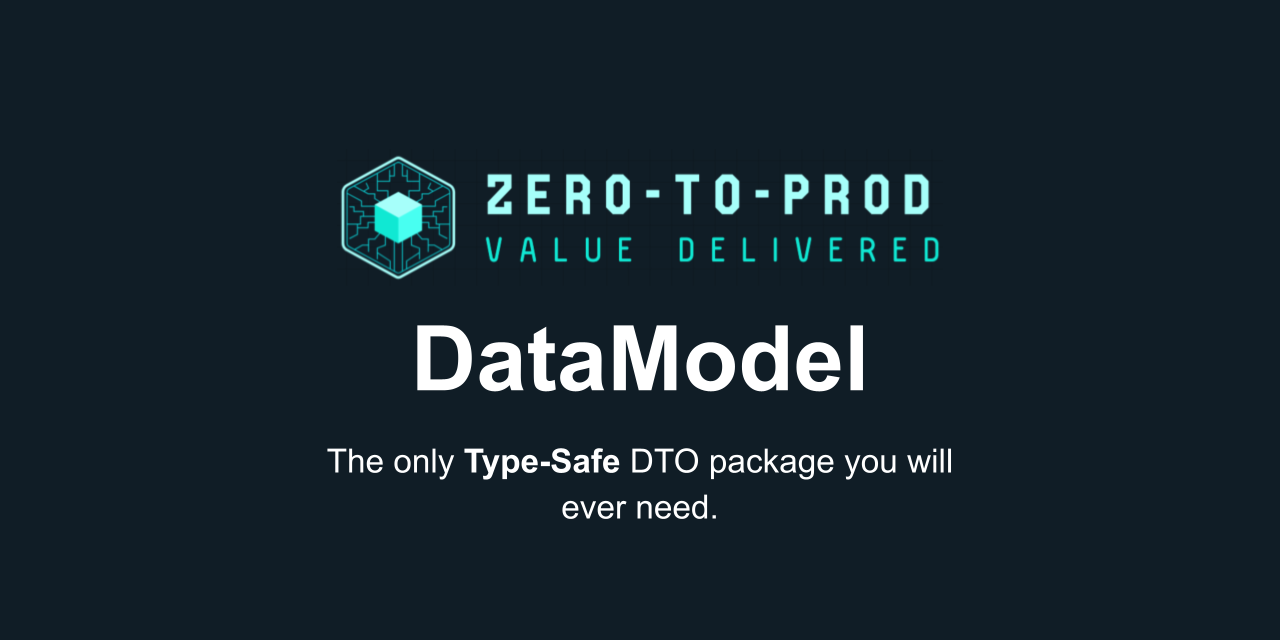 ZERO-TO-PROD
VALUE DELIVERED
DataModel
The only Type-Safe DTO package you will
ever need.